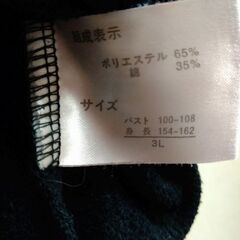 組成表示
ポリエステル 65%
綿 35%
サイズ
バスト 100-108
身長 154-162
3L